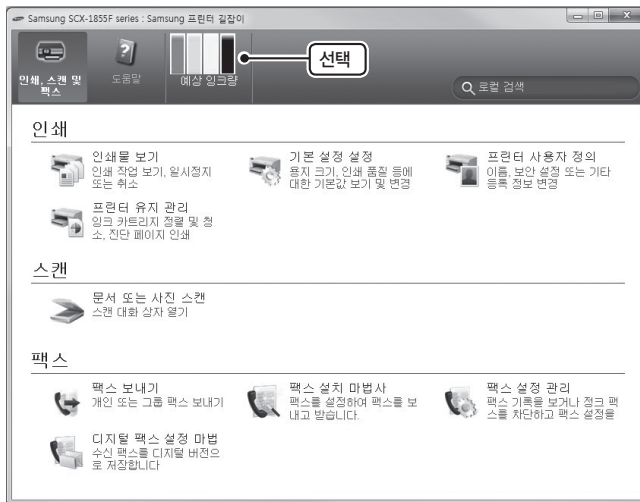 Samsung SCX-1855F series : Samsung 프린터 길잡이
인쇄, 스캔 및
팩스
도움말
예상 잉크량
선택
로컬 검색
인쇄
인쇄물 보기
인쇄 작업 보기, 일시정지
또는 취소
기본 설정 설정
용지 크기, 인쇄 품질 등에
대한 기본값 보기 및 변경
프린터 사용자 정의
이름, 보안 설정 또는 기타
등록 정보 변경
프린터 유지 관리
잉크 카트리지 정렬 및 청
소, 진단 페이지 인쇄
스캔
문서 또는 사진 스캔
스캔 대화 상자 열기
팩스
팩스 보내기
개인 또는 그룹 팩스 보내기
팩스 설치 마법사
팩스를 설정하여 팩스를 보
내고 받습니다.
팩스 설정 관리
팩스 기록을 보거나 정크 팩
스를 차단하고 팩스 설정을
디지털 팩스 설정 마법
수신 팩스를 디지털 버전으
로 저장합니다